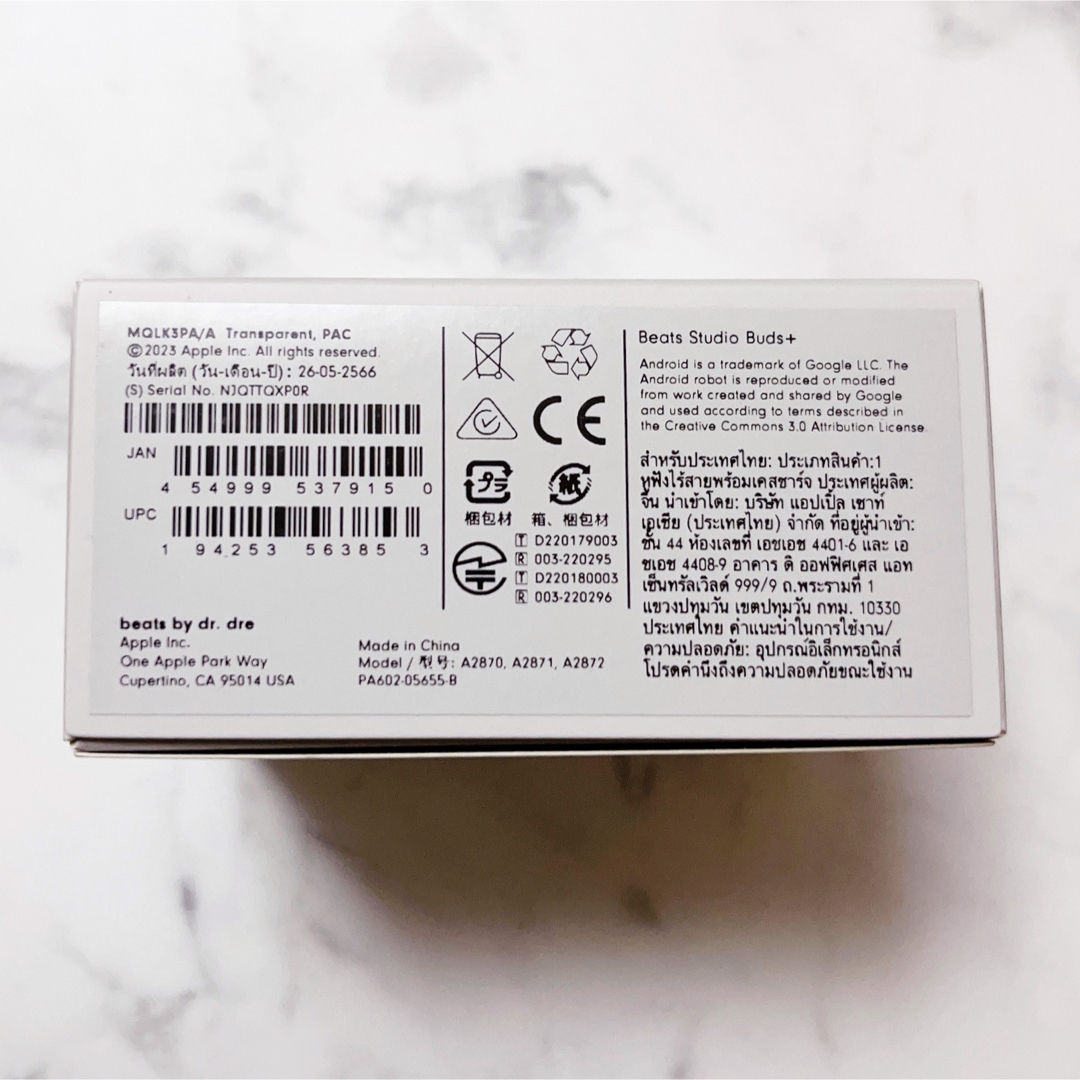 MQLK3PA/A Transparent, PAC
©2023 Apple Inc. All rights reserved.
วันที่ผลิต (วัน-เดือน-ปี) : 26-05-2566
(S) Serial No. NJQTTQXP0R
JAN
4 549995 379150
UPC
1 94253 56385 3
beats by dr. dre
Apple Inc.
One Apple Park Way
Cupertino, CA 95014 USA
Made in China
Model / 型号: A2870, A2871, A2872
PA602-05655-B
プラ
紙
梱包材
箱、梱包材
T D220179003
R 003-220295
T D220180003
R 003-220296
Beats Studio Buds+
Android is a trademark of Google LLC. The
Android robot is reproduced or modified
from work created and shared by Google
and used according to terms described in
the Creative Commons 3.0 Attribution License.
สำหรับประเทศไทย: ประเภทสินค้า:1
หูฟังไร้สายพร้อมเคสชาร์จ ประเทศผู้ผลิต:
จีน นำเข้าโดย: บริษัท แอปเปิล เซาท์
เอเชีย (ประเทศไทย) จำกัด ที่อยู่ผู้นำเข้า:
ชั้น 44 ห้องเลขที่ เอชเอช 4401-6 และ เอ
ชเอช 4408-9 อาคาร ดิ ออฟฟิศเศส แอท
เซ็นทรัลเวิลด์ 999/9 ถ.พระรามที่ 1
แขวงปทุมวัน เขตปทุมวัน กทม. 10330
ประเทศไทย คำแนะนำในการใช้งาน/
ความปลอดภัย: อุปกรณ์อิเล็กทรอนิกส์
โปรดคำนึงถึงความปลอดภัยขณะใช้งาน